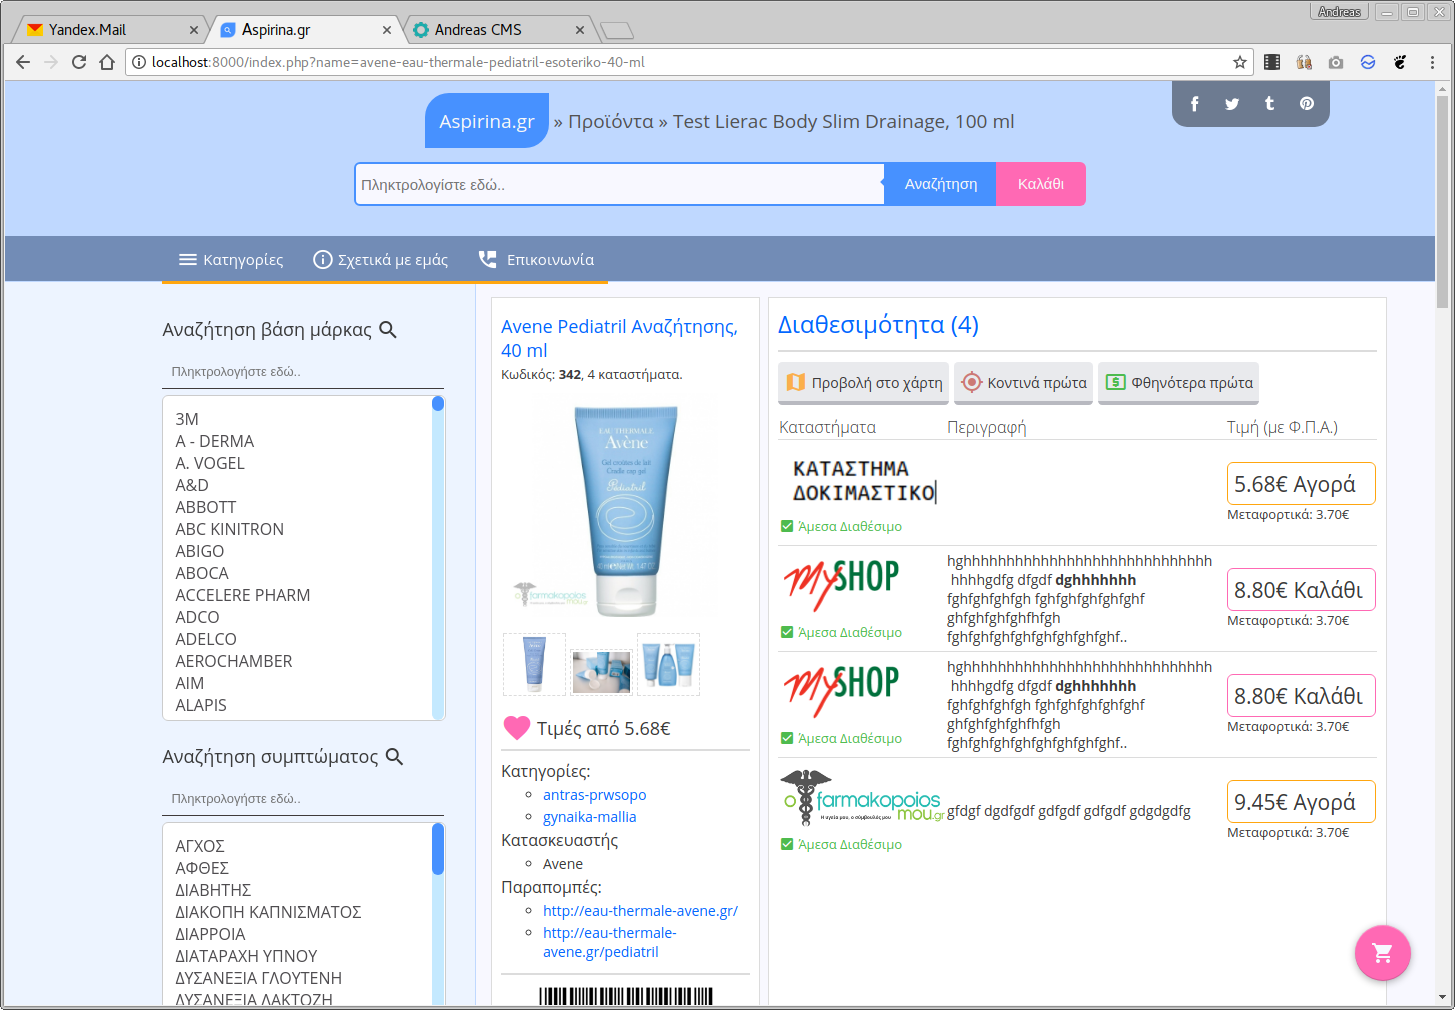 Andreas
Yandex.Mail
Aspirina.gr
Andreas CMS
localhost:8000/index.php?name=avene-eau-thermale-pediatril-esoteriko-40-ml
Aspirina.gr » Προϊόντα » Test Lierac Body Slim Drainage, 100 ml
Πληκτρολογίστε εδώ..
Αναζήτηση
Καλάθι
Κατηγορίες
Σχετικά με εμάς
Επικοινωνία
Αναζήτηση βάση μάρκας
Πληκτρολογήστε εδώ..
3M
A - DERMA
A. VOGEL
A&D
ABBOTT
ABC KINITRON
ABIGO
ABOCA
ACCELERE PHARM
ADCO
ADELCO
AEROCHAMBER
AIM
ALAPIS
Αναζήτηση συμπτώματος
Πληκτρολογήστε εδώ..
ΑΓΧΟΣ
ΑΦΘΕΣ
ΔΙΑΒΗΤΗΣ
ΔΙΑΚΟΠΗ ΚΑΠΝΙΣΜΑΤΟΣ
ΔΙΑΡΡΟΙΑ
ΔΙΑΤΑΡΑΧΗ ΥΠΝΟΥ
ΔΥΣΑΝΕΞΙΑ ΓΛΟΥΤΕΝΗ
ΔΥΣΑΝΕΞΙΑ ΛΑΚΤΟΖΗ
Avene Pediatril Αναζήτησης,
40 ml
Κωδικός: 342, 4 καταστήματα.
EAU THERMALE
Avène
Gel croûtes de lait
Cradle cap gel
Pédiatril
farmakopoios
μου.gr
Τιμές από 5.68€
Κατηγορίες:
antras-prwsopo
gynaika-mallia
Κατασκευαστής
Avene
Παραπομπές:
http://eau-thermale-avene.gr/
http://eau-thermale-
avene.gr/pediatril
Διαθεσιμότητα (4)
Προβολή στο χάρτη
Κοντινά πρώτα
Φθηνότερα πρώτα
Καταστήματα
Περιγραφή
Τιμή (με Φ.Π.Α.)
ΚΑΤΑΣΤΗΜΑ
ΔΟΚΙΜΑΣΤΙΚΟ
Άμεσα Διαθέσιμο
5.68€ Αγορά
Μεταφορτικά: 3.70€
MySHOP
Άμεσα Διαθέσιμο
hghhhhhhhhhhhhhhhhhhhhhhhhhhhh
hhhhgdfg dfgdf dghhhhhhh
fghfghfghfgh fghfghfghfghfghf
ghfghfghfghfhfgh
fghfghfghfghfghfghfghfghf..
8.80€ Καλάθι
Μεταφορτικά: 3.70€
MySHOP
Άμεσα Διαθέσιμο
hghhhhhhhhhhhhhhhhhhhhhhhhhhhh
hhhhgdfg dfgdf dghhhhhhh
fghfghfghfgh fghfghfghfghfghf
ghfghfghfghfhfgh
fghfghfghfghfghfghfghfghf..
8.80€ Καλάθι
Μεταφορτικά: 3.70€
ο farmakopoios
Η υγεία μου, ο σύμβουλός μου
mou.gr
Άμεσα Διαθέσιμο
gfdgf dgdfgdf gdfgdf gdfgdf gdgdgdfg
9.45€ Αγορά
Μεταφορτικά: 3.70€